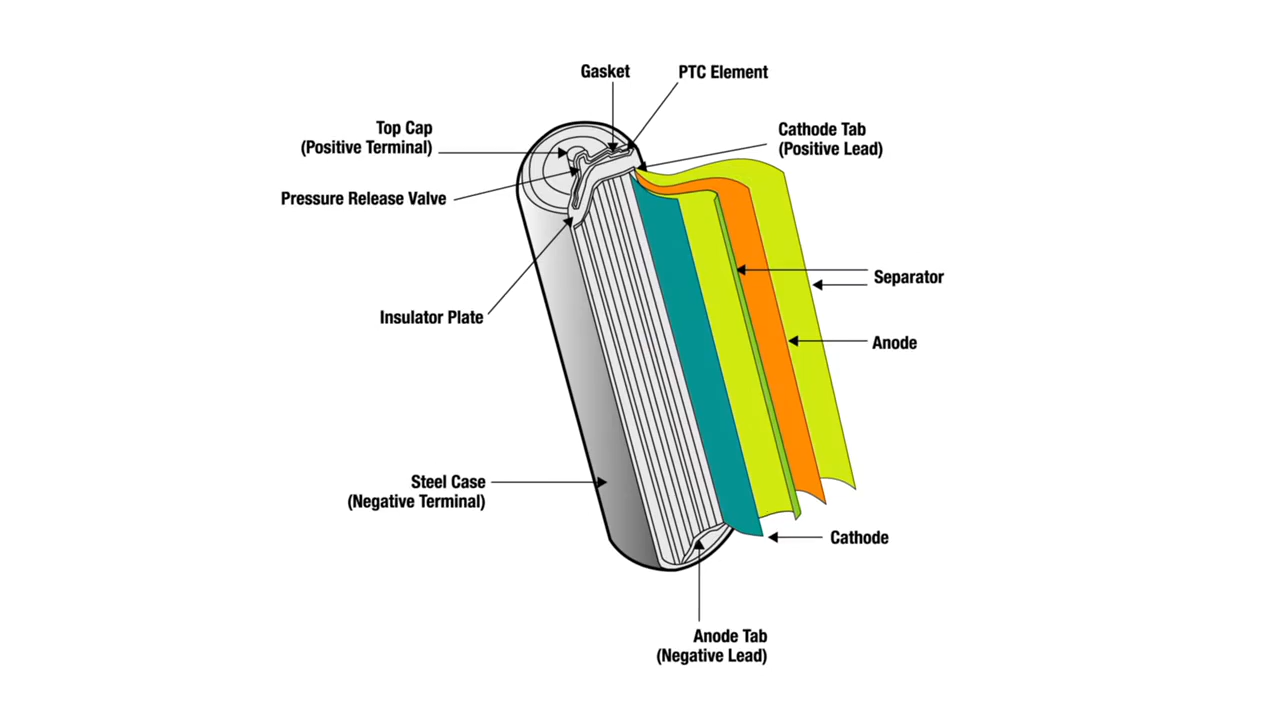 Gasket
PTC Element
Top Cap
(Positive Terminal)
Cathode Tab
(Positive Lead)
Pressure Release Valve
Separator
Insulator Plate
Anode
Steel Case
(Negative Terminal)
Cathode
Anode Tab
(Negative Lead)